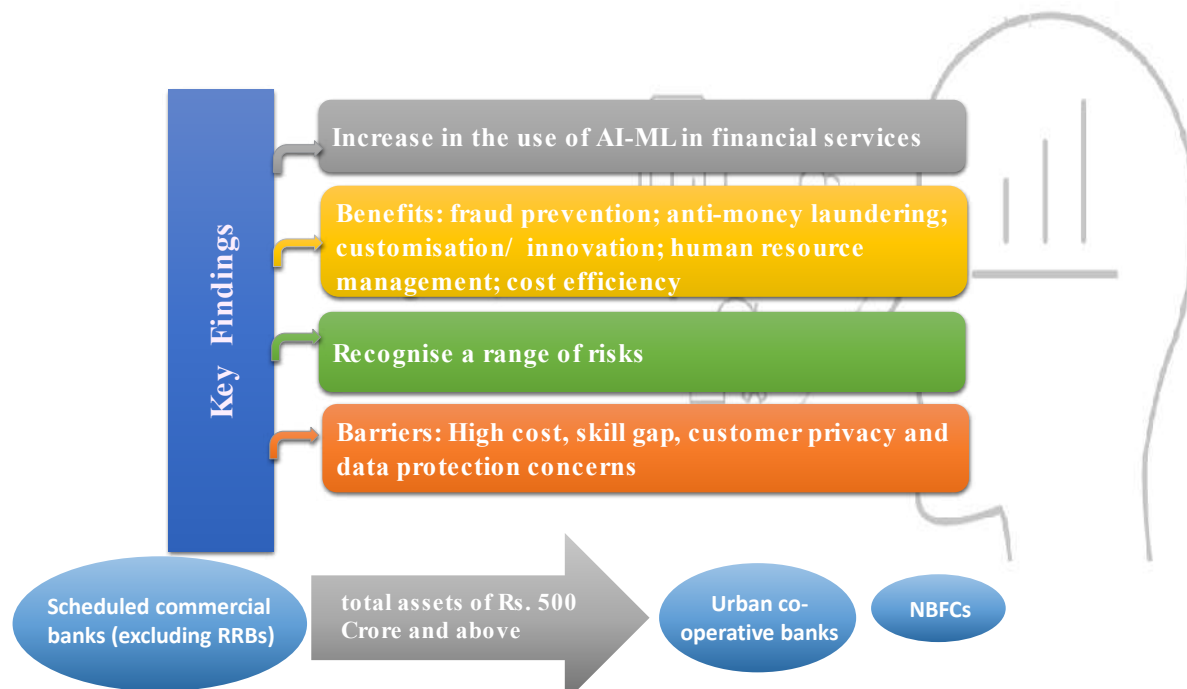 Key Findings
Increase in the use of AI-ML in financial services
Benefits: fraud prevention; anti-money laundering;
customisation/ innovation; human resource
management; cost efficiency
Recognise a range of risks
Barriers: High cost, skill gap, customer privacy and
data protection concerns
Scheduled commercial
banks (excluding RRBs)
total assets of Rs. 500
Crore and above
Urban co-
operative banks
NBFCs